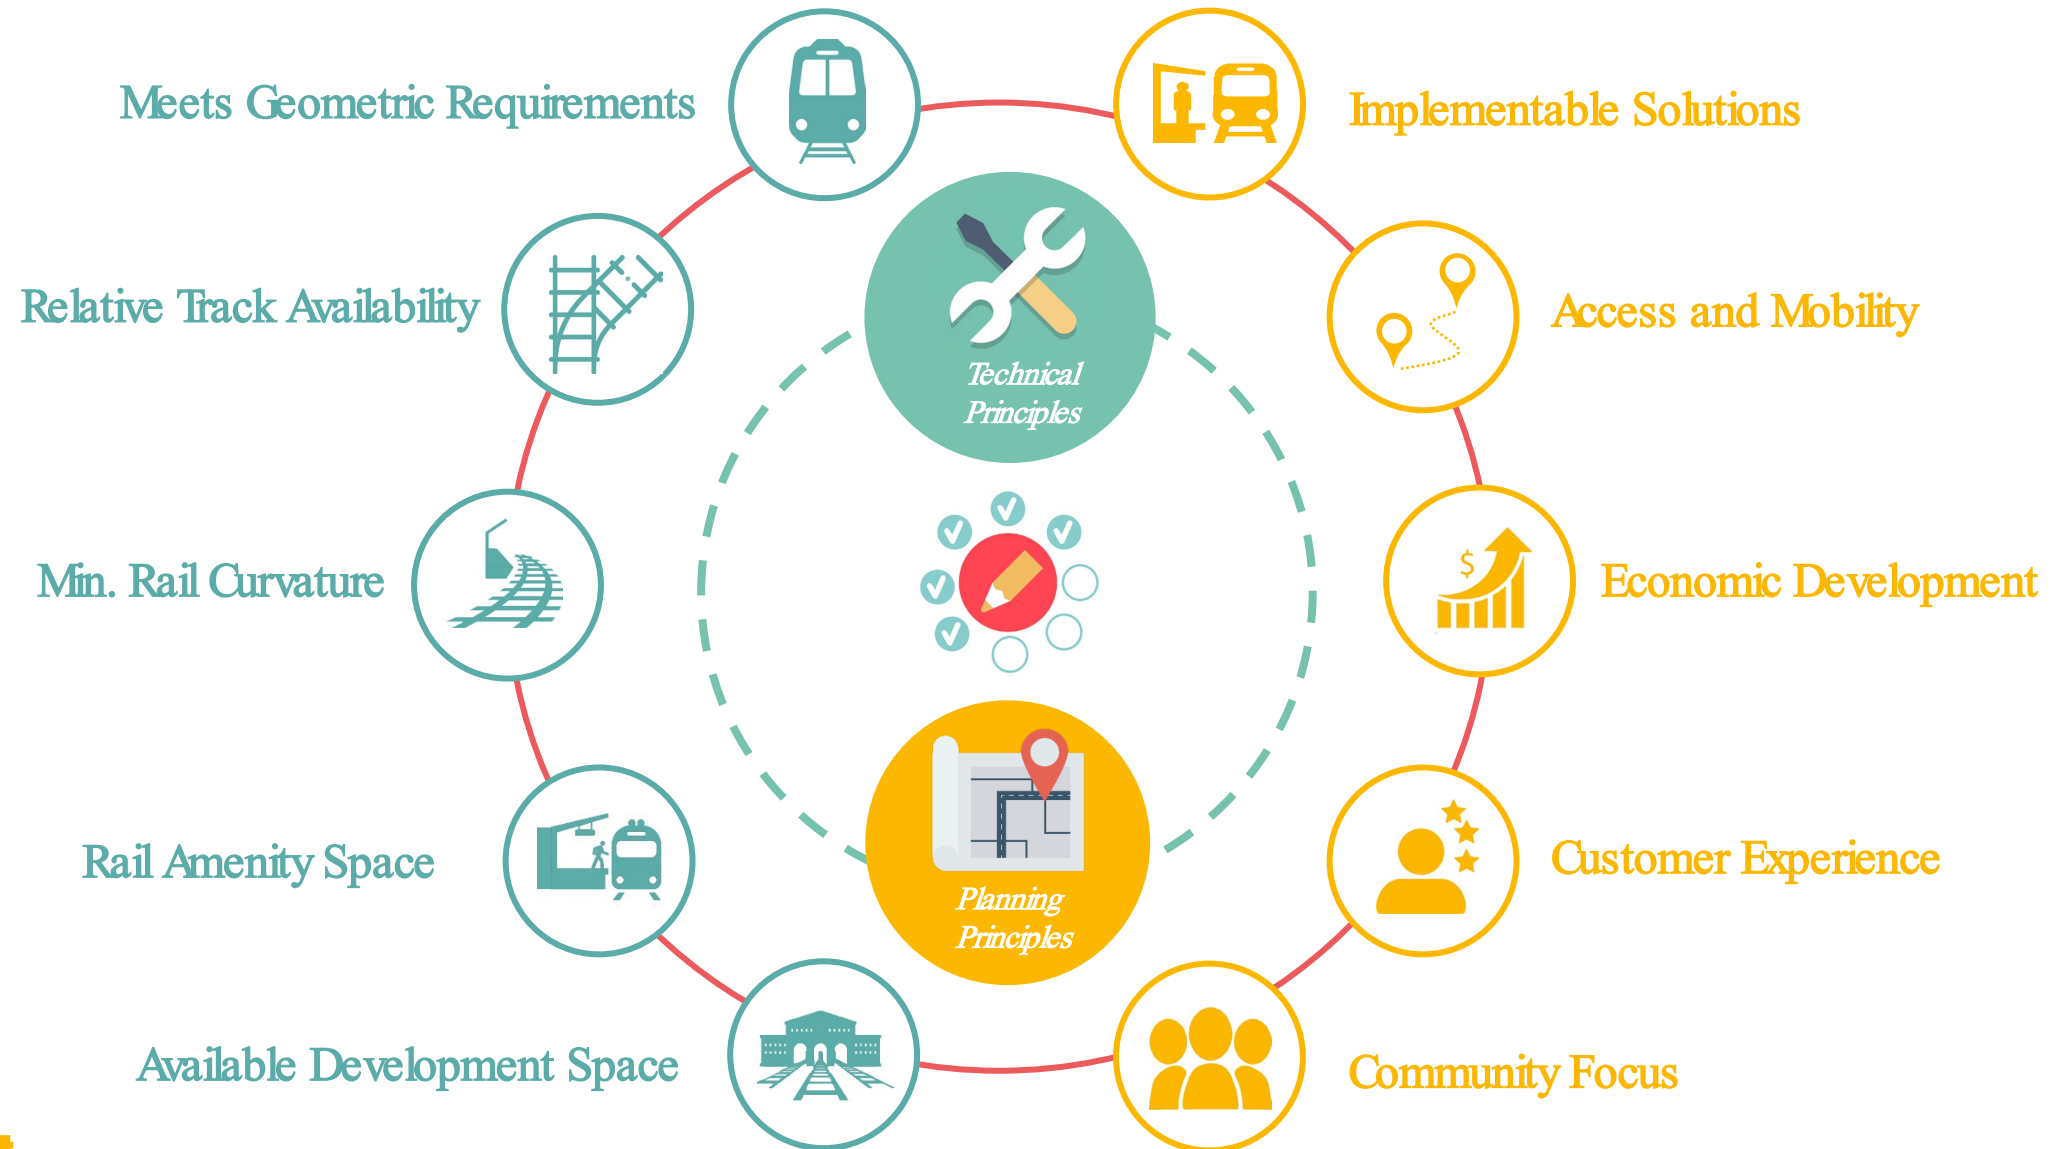 Meets Geometric Requirements
Implementable Solutions
Relative Track Availability
Access and Mobility
Technical
Principles
Min. Rail Curvature
$
Economic Development
Rail Amenity Space
Customer Experience
Planning
Principles
Available Development Space
Community Focus